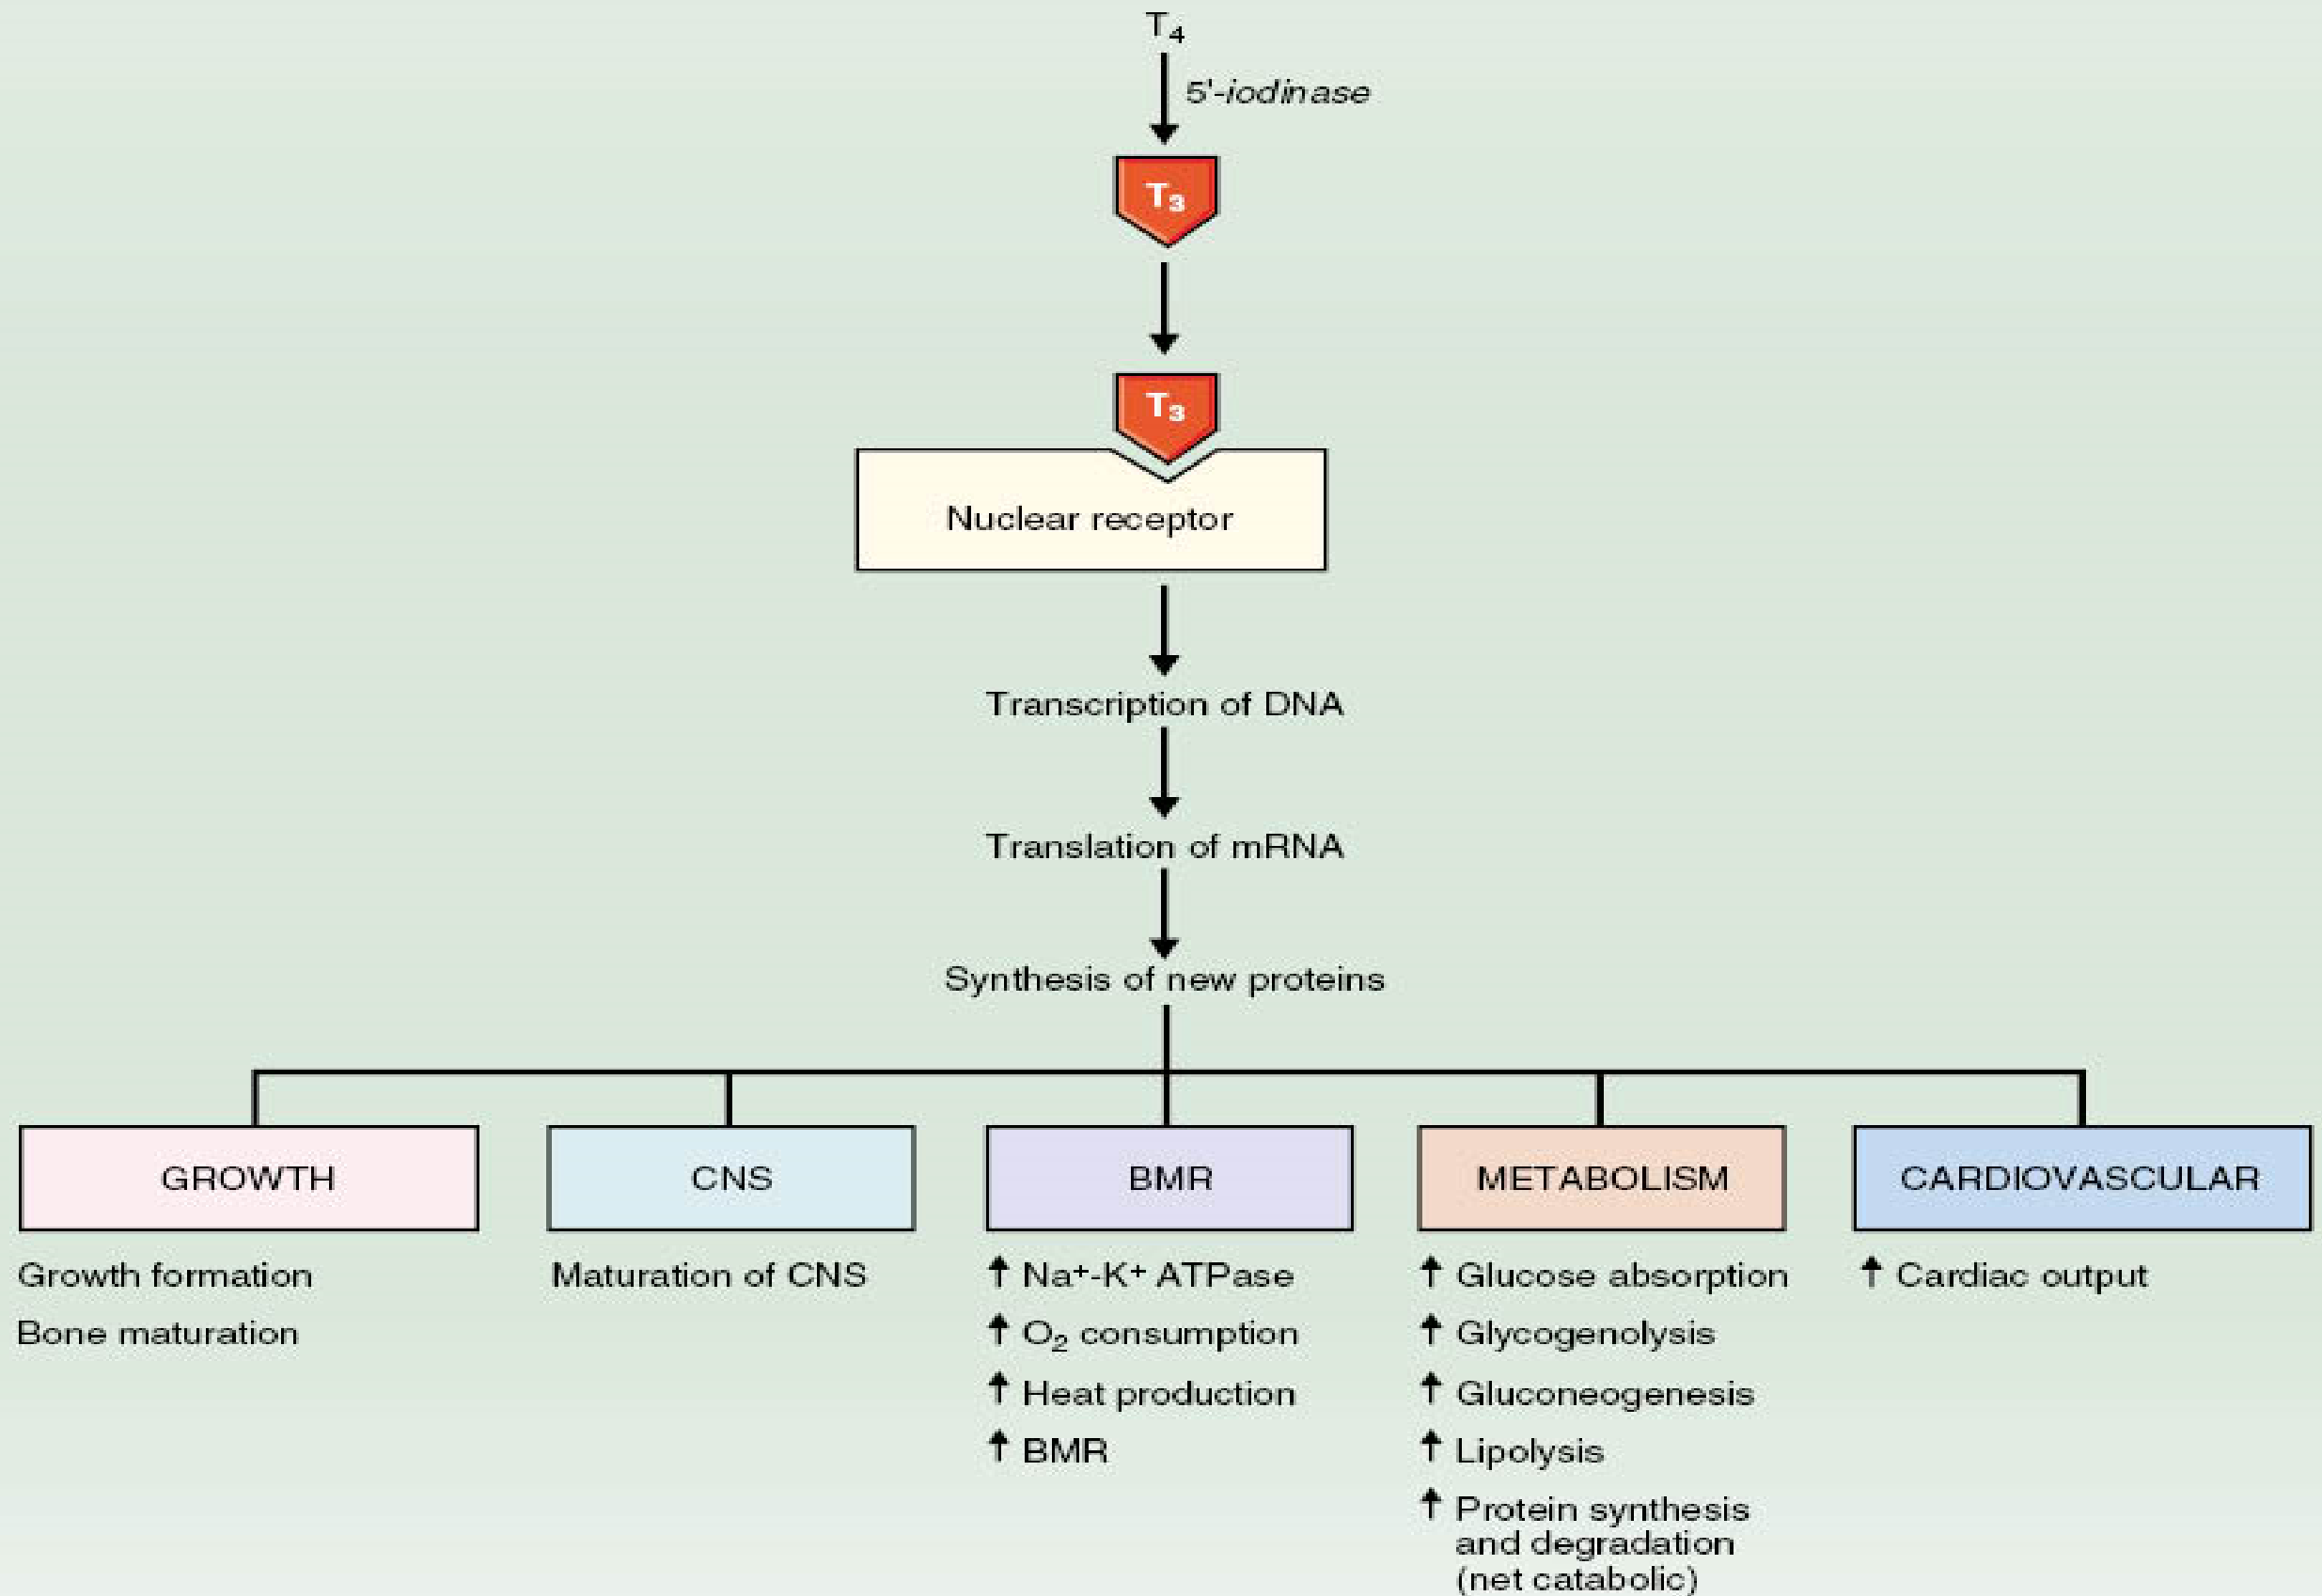 T₄
5'-iodinase
T₃
T₃
Nuclear receptor
Transcription of DNA
Translation of mRNA
Synthesis of new proteins
GROWTH
Growth formation
Bone maturation
CNS
Maturation of CNS
BMR
↑ Na⁺-K⁺ ATPase
↑ O₂ consumption
↑ Heat production
↑ BMR
METABOLISM
↑ Glucose absorption
↑ Glycogenolysis
↑ Gluconeogenesis
↑ Lipolysis
↑ Protein synthesis
and degradation
(net catabolic)
CARDIOVASCULAR
↑ Cardiac output